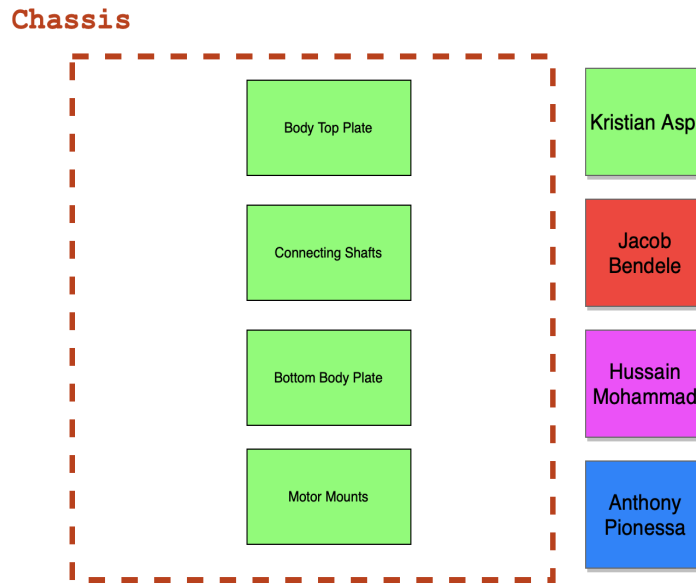 Chassis
Body Top Plate
Connecting Shafts
Bottom Body Plate
Motor Mounts
Kristian Asp
Jacob
Bendele
Hussain
Mohammad
Anthony
Pionessa